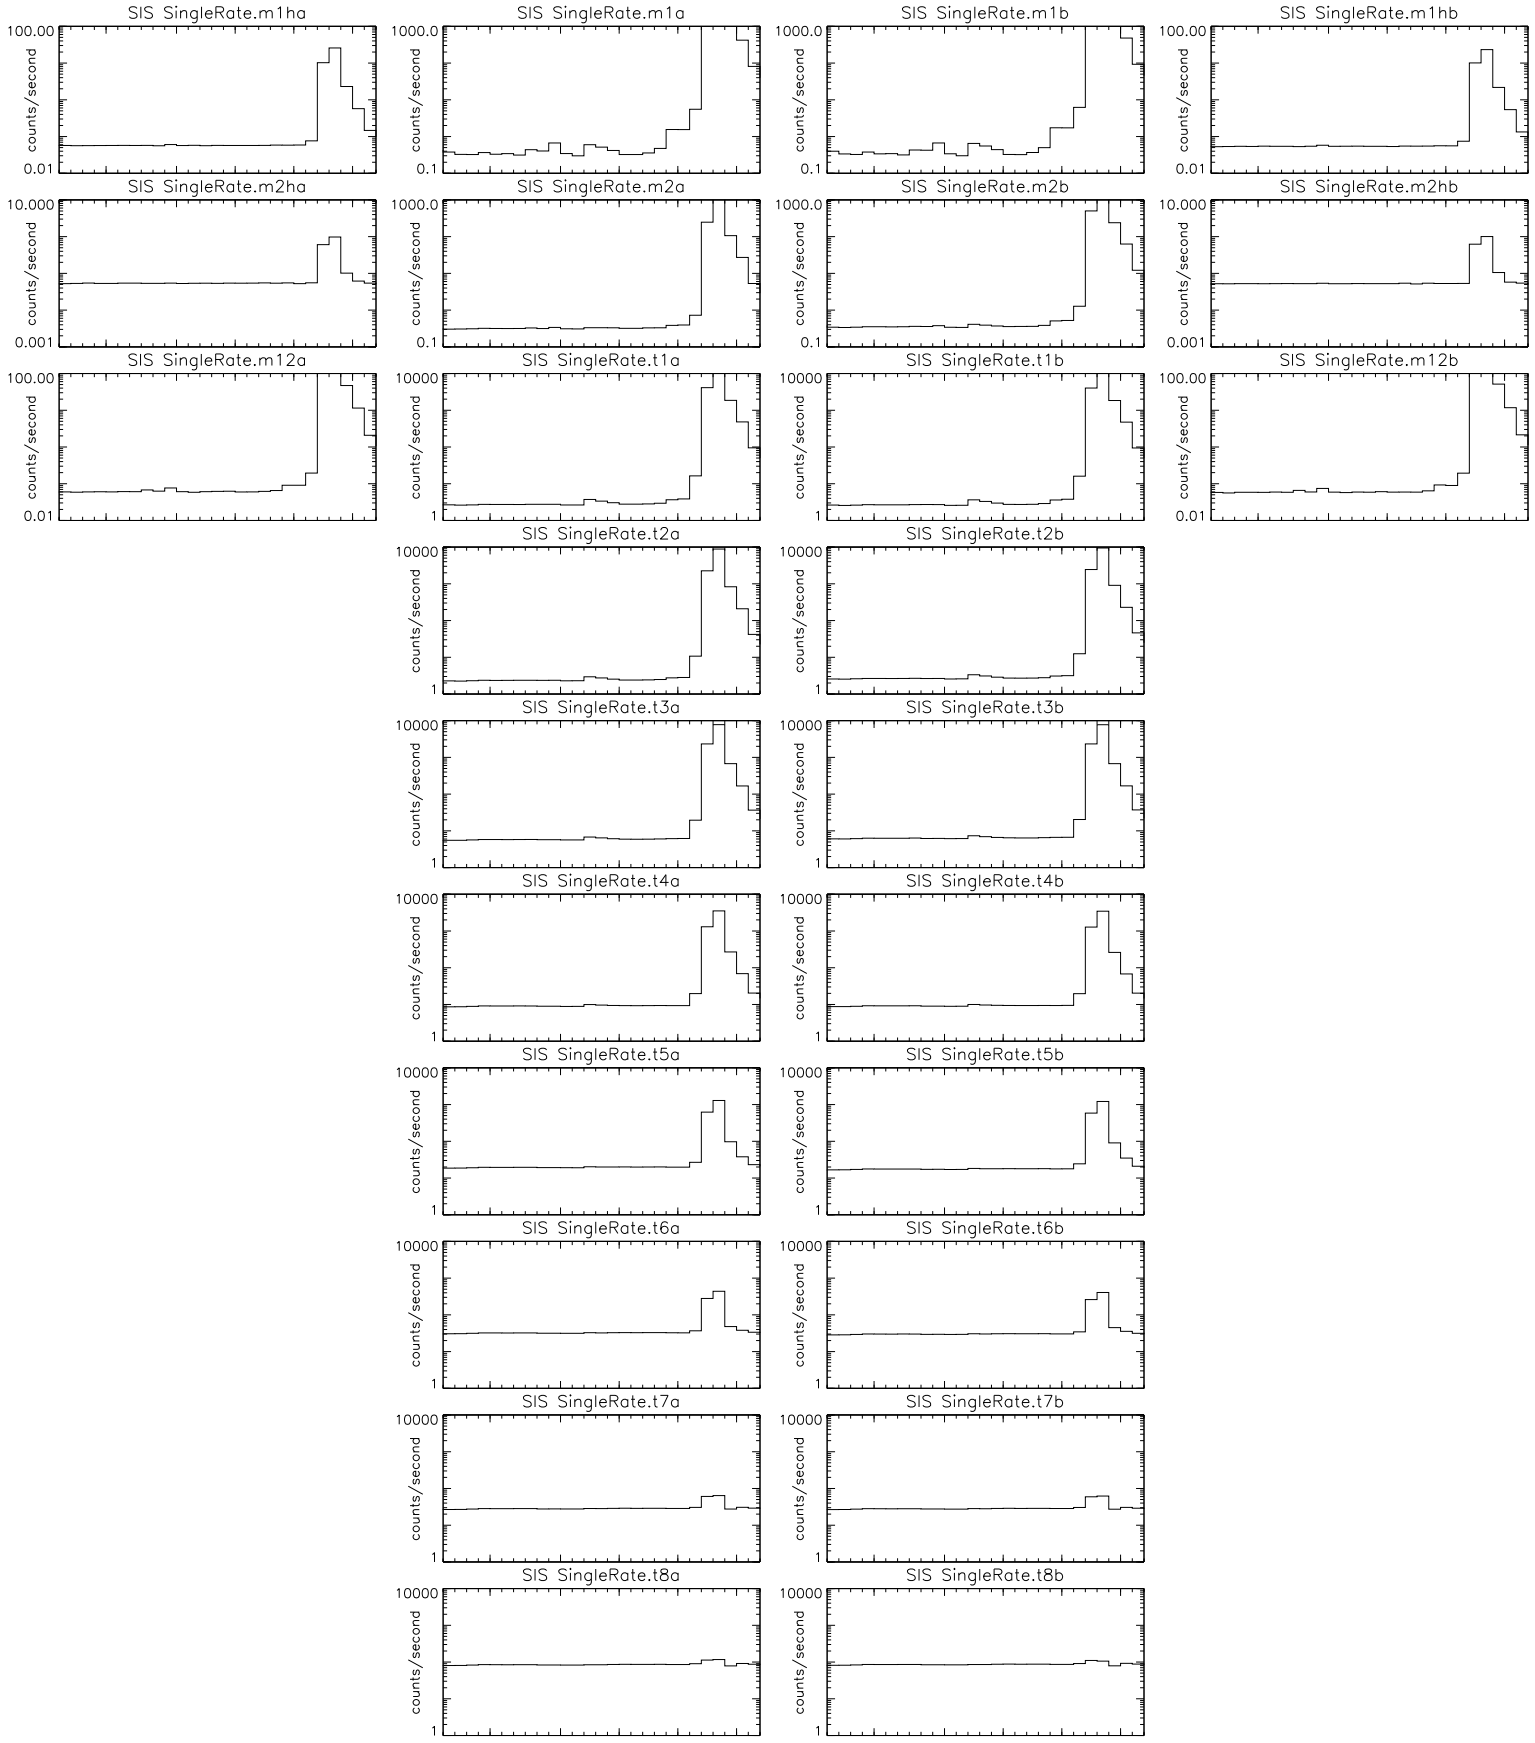 SIS SingleRate.m1ha
SIS SingleRate.m1a
SIS SingleRate.m1b
SIS SingleRate.m1hb
100.00
counts/second
0.01
1000.0
counts/second
0.1
1000.0
counts/second
0.1
100.00
counts/second
0.01
SIS SingleRate.m2ha
SIS SingleRate.m2a
SIS SingleRate.m2b
SIS SingleRate.m2hb
10.000
counts/second
0.001
1000.0
counts/second
0.1
1000.0
counts/second
0.1
10.000
counts/second
0.001
SIS SingleRate.m12a
SIS SingleRate.t1a
SIS SingleRate.t1b
SIS SingleRate.m12b
100.00
counts/second
0.01
10000
counts/second
1
10000
counts/second
1
100.00
counts/second
0.01
SIS SingleRate.t2a
SIS SingleRate.t2b
10000
counts/second
1
10000
counts/second
1
SIS SingleRate.t3a
SIS SingleRate.t3b
10000
counts/second
1
10000
counts/second
1
SIS SingleRate.t4a
SIS SingleRate.t4b
10000
counts/second
1
10000
counts/second
1
SIS SingleRate.t5a
SIS SingleRate.t5b
10000
counts/second
1
10000
counts/second
1
SIS SingleRate.t6a
SIS SingleRate.t6b
10000
counts/second
1
10000
counts/second
1
SIS SingleRate.t7a
SIS SingleRate.t7b
10000
counts/second
1
10000
counts/second
1
SIS SingleRate.t8a
SIS SingleRate.t8b
10000
counts/second
1
10000
counts/second
1